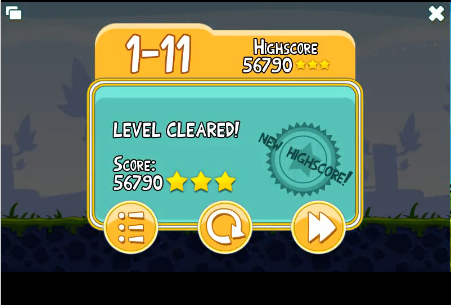 1-11
HIGHSCORE
56790
LEVEL CLEARED!
NEW HIGHSCORE!
SCORE:
56790